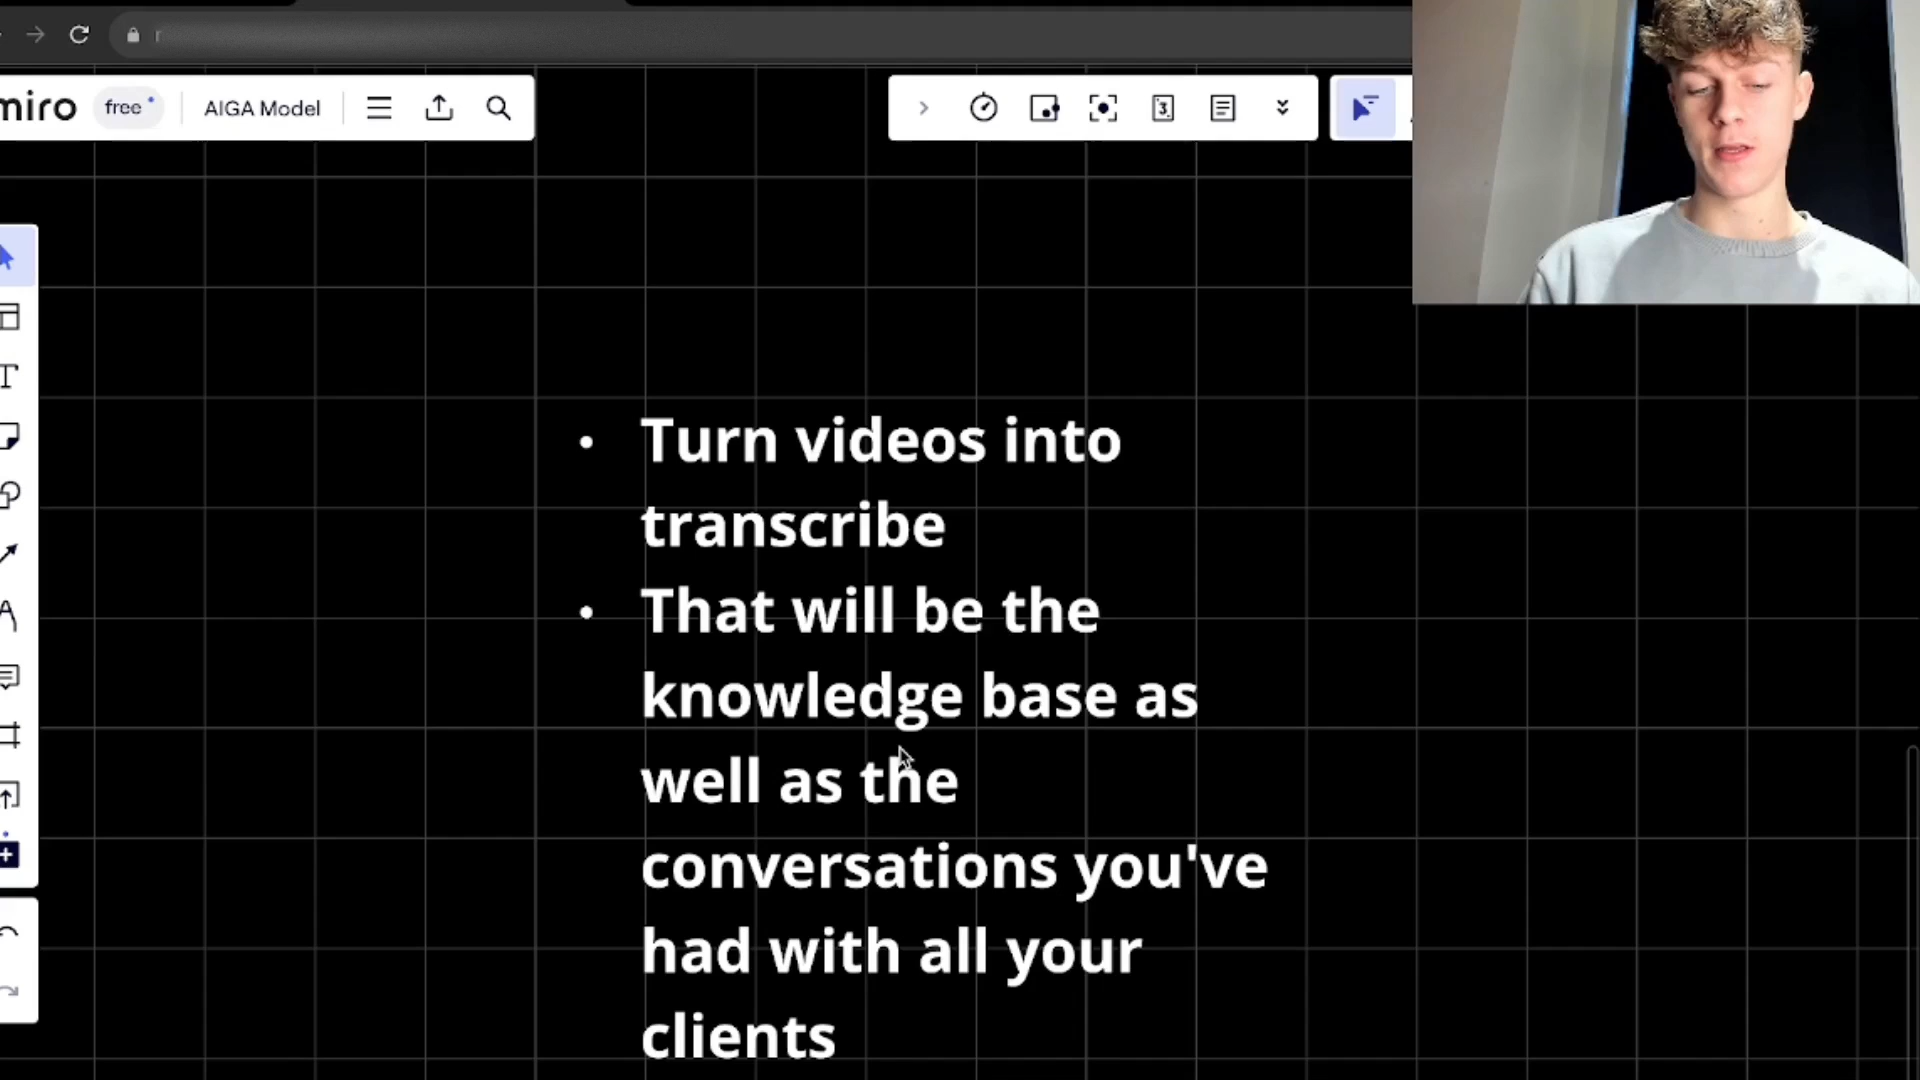 miro
free
AIGA Model
3
Turn videos into
transcribe
That will be the
knowledge base as
well as the
conversations you've
had with all your
clients